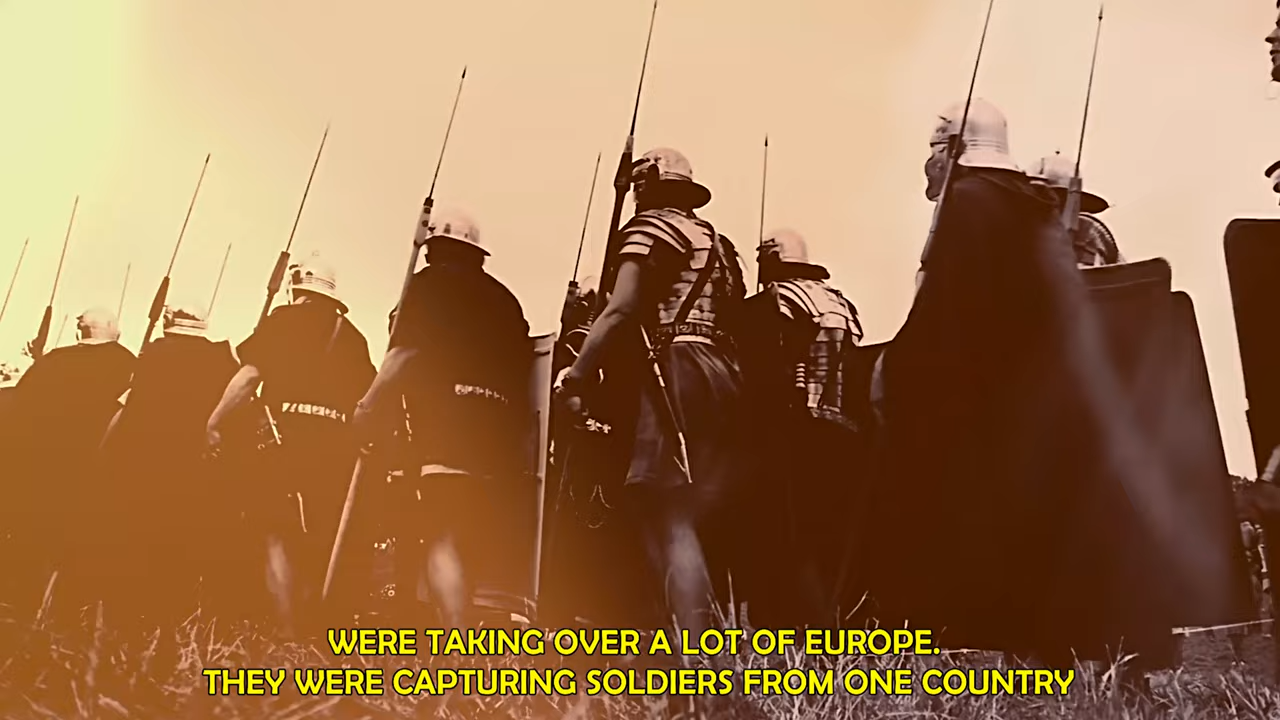 WERE TAKING OVER A LOT OF EUROPE.
THEY WERE CAPTURING SOLDIERS FROM ONE COUNTRY